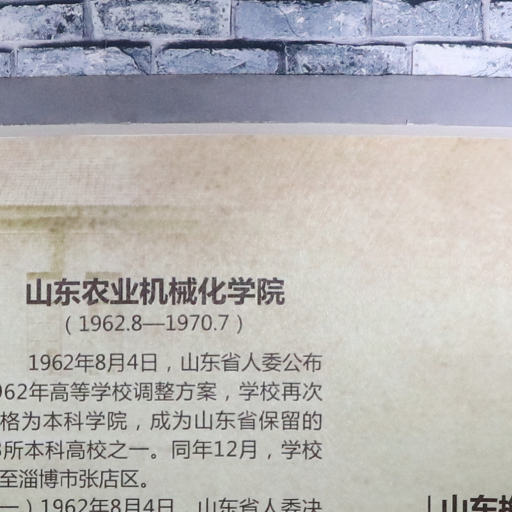 山东农业机械化学院
（1962.8—1970.7）
1962年8月4日，山东省人委公布
962年高等学校调整方案，学校再次
格为本科学院，成为山东省保留的
所本科高校之一。同年12月，学校
至淄博市张店区。
一）1962年8月4日，山东省人委决
山东